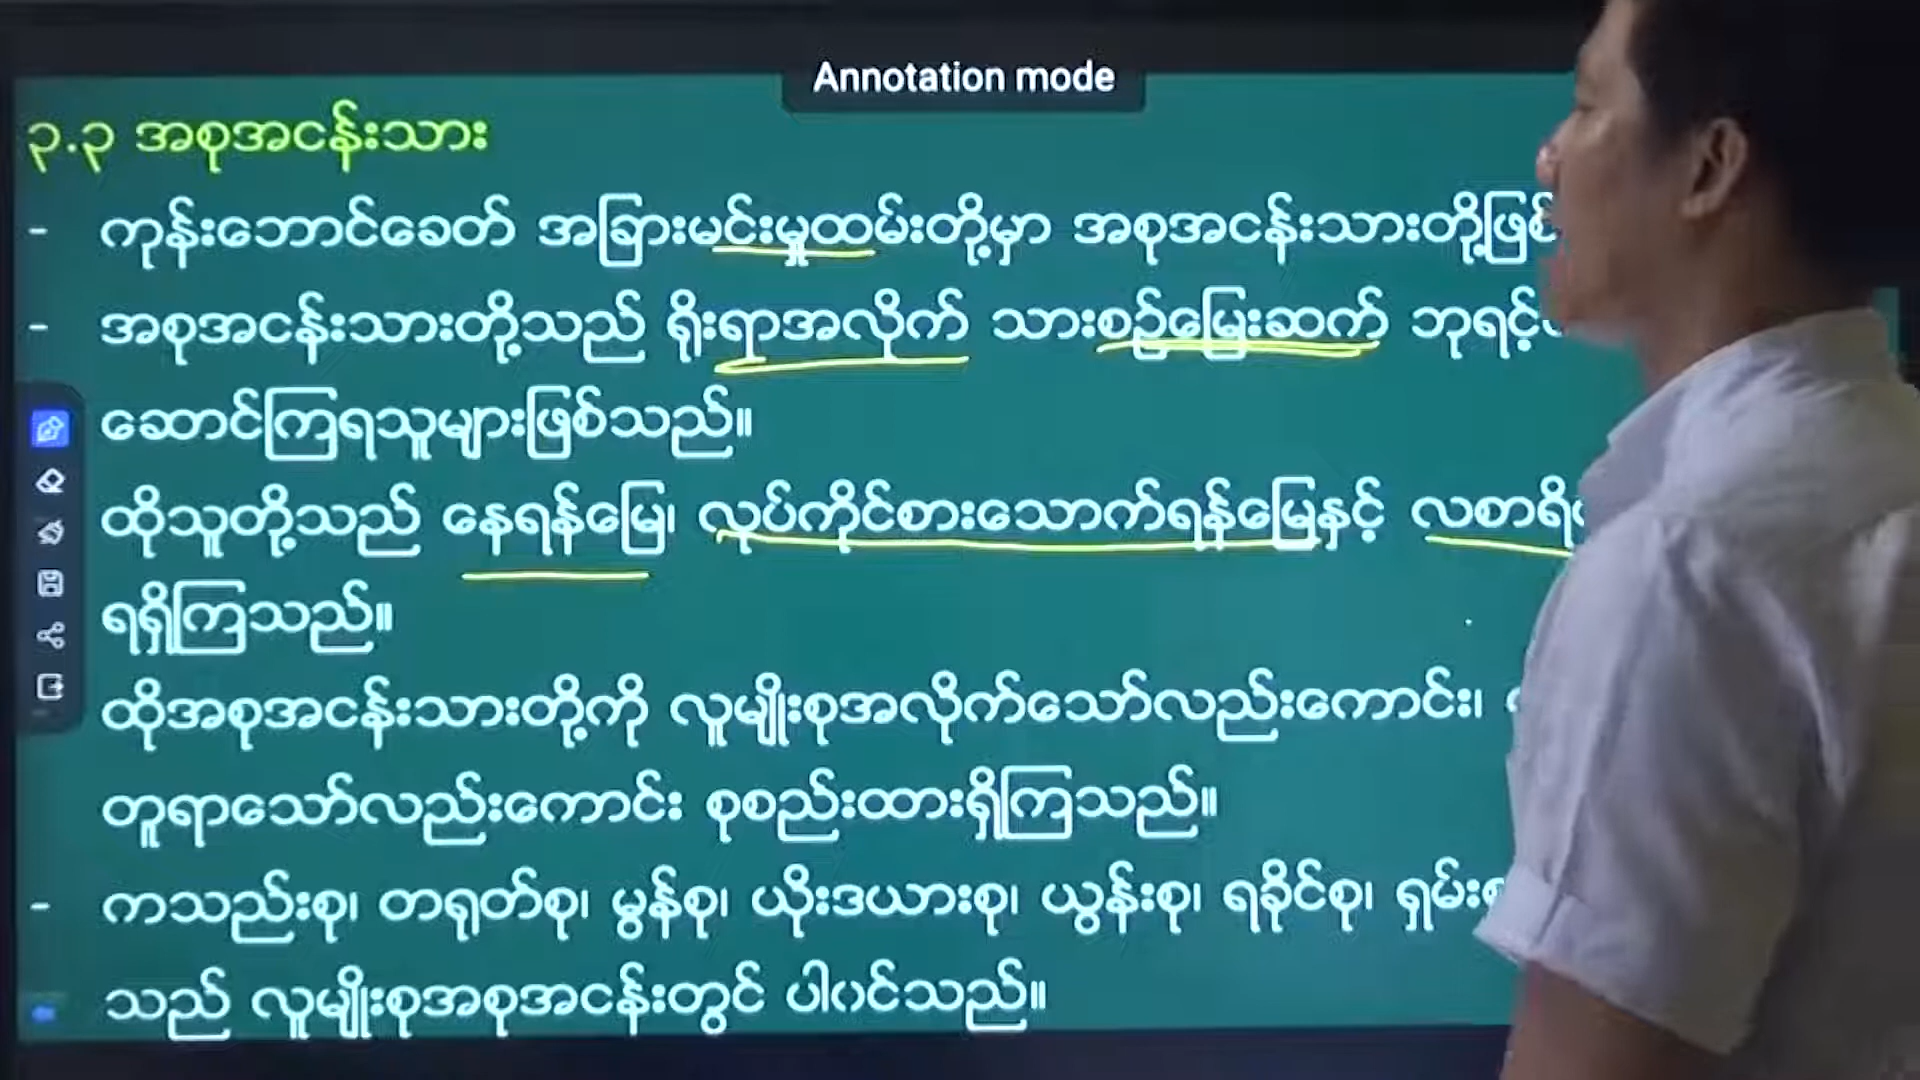 Annotation mode
၃.၃ အစုအငန်းသား
- ကုန်းဘောင်ခေတ် အခြားမင်းမှုထမ်းတို့မှာ အစုအငန်းသားတို့ဖြစ်
- အစုအငန်းသားတို့သည် ရိုးရာအလိုက် သားစဉ်မြေးဆက် ဘုရင့်
ဆောင်ကြရသူများဖြစ်သည်။
ထိုသူတို့သည် နေရန်မြေ၊ လုပ်ကိုင်စားသောက်ရန်မြေနှင့်
ရရှိကြသည်။
ထိုအစုအငန်းသားတို့ကို လူမျိုးစုအလိုက်သော်လည်းကောင်း၊
တူရာသော်လည်းကောင်း စုစည်းထားရှိကြသည်။
- ကသည်းစု၊ တရုတ်စု၊ မွန်စု၊ ယိုးဒယားစု၊ ယွန်းစု၊ ရခိုင်စု၊ ရှမ်း
သည် လူမျိုးစုအစုအငန်းတွင် ပါဝင်သည်။